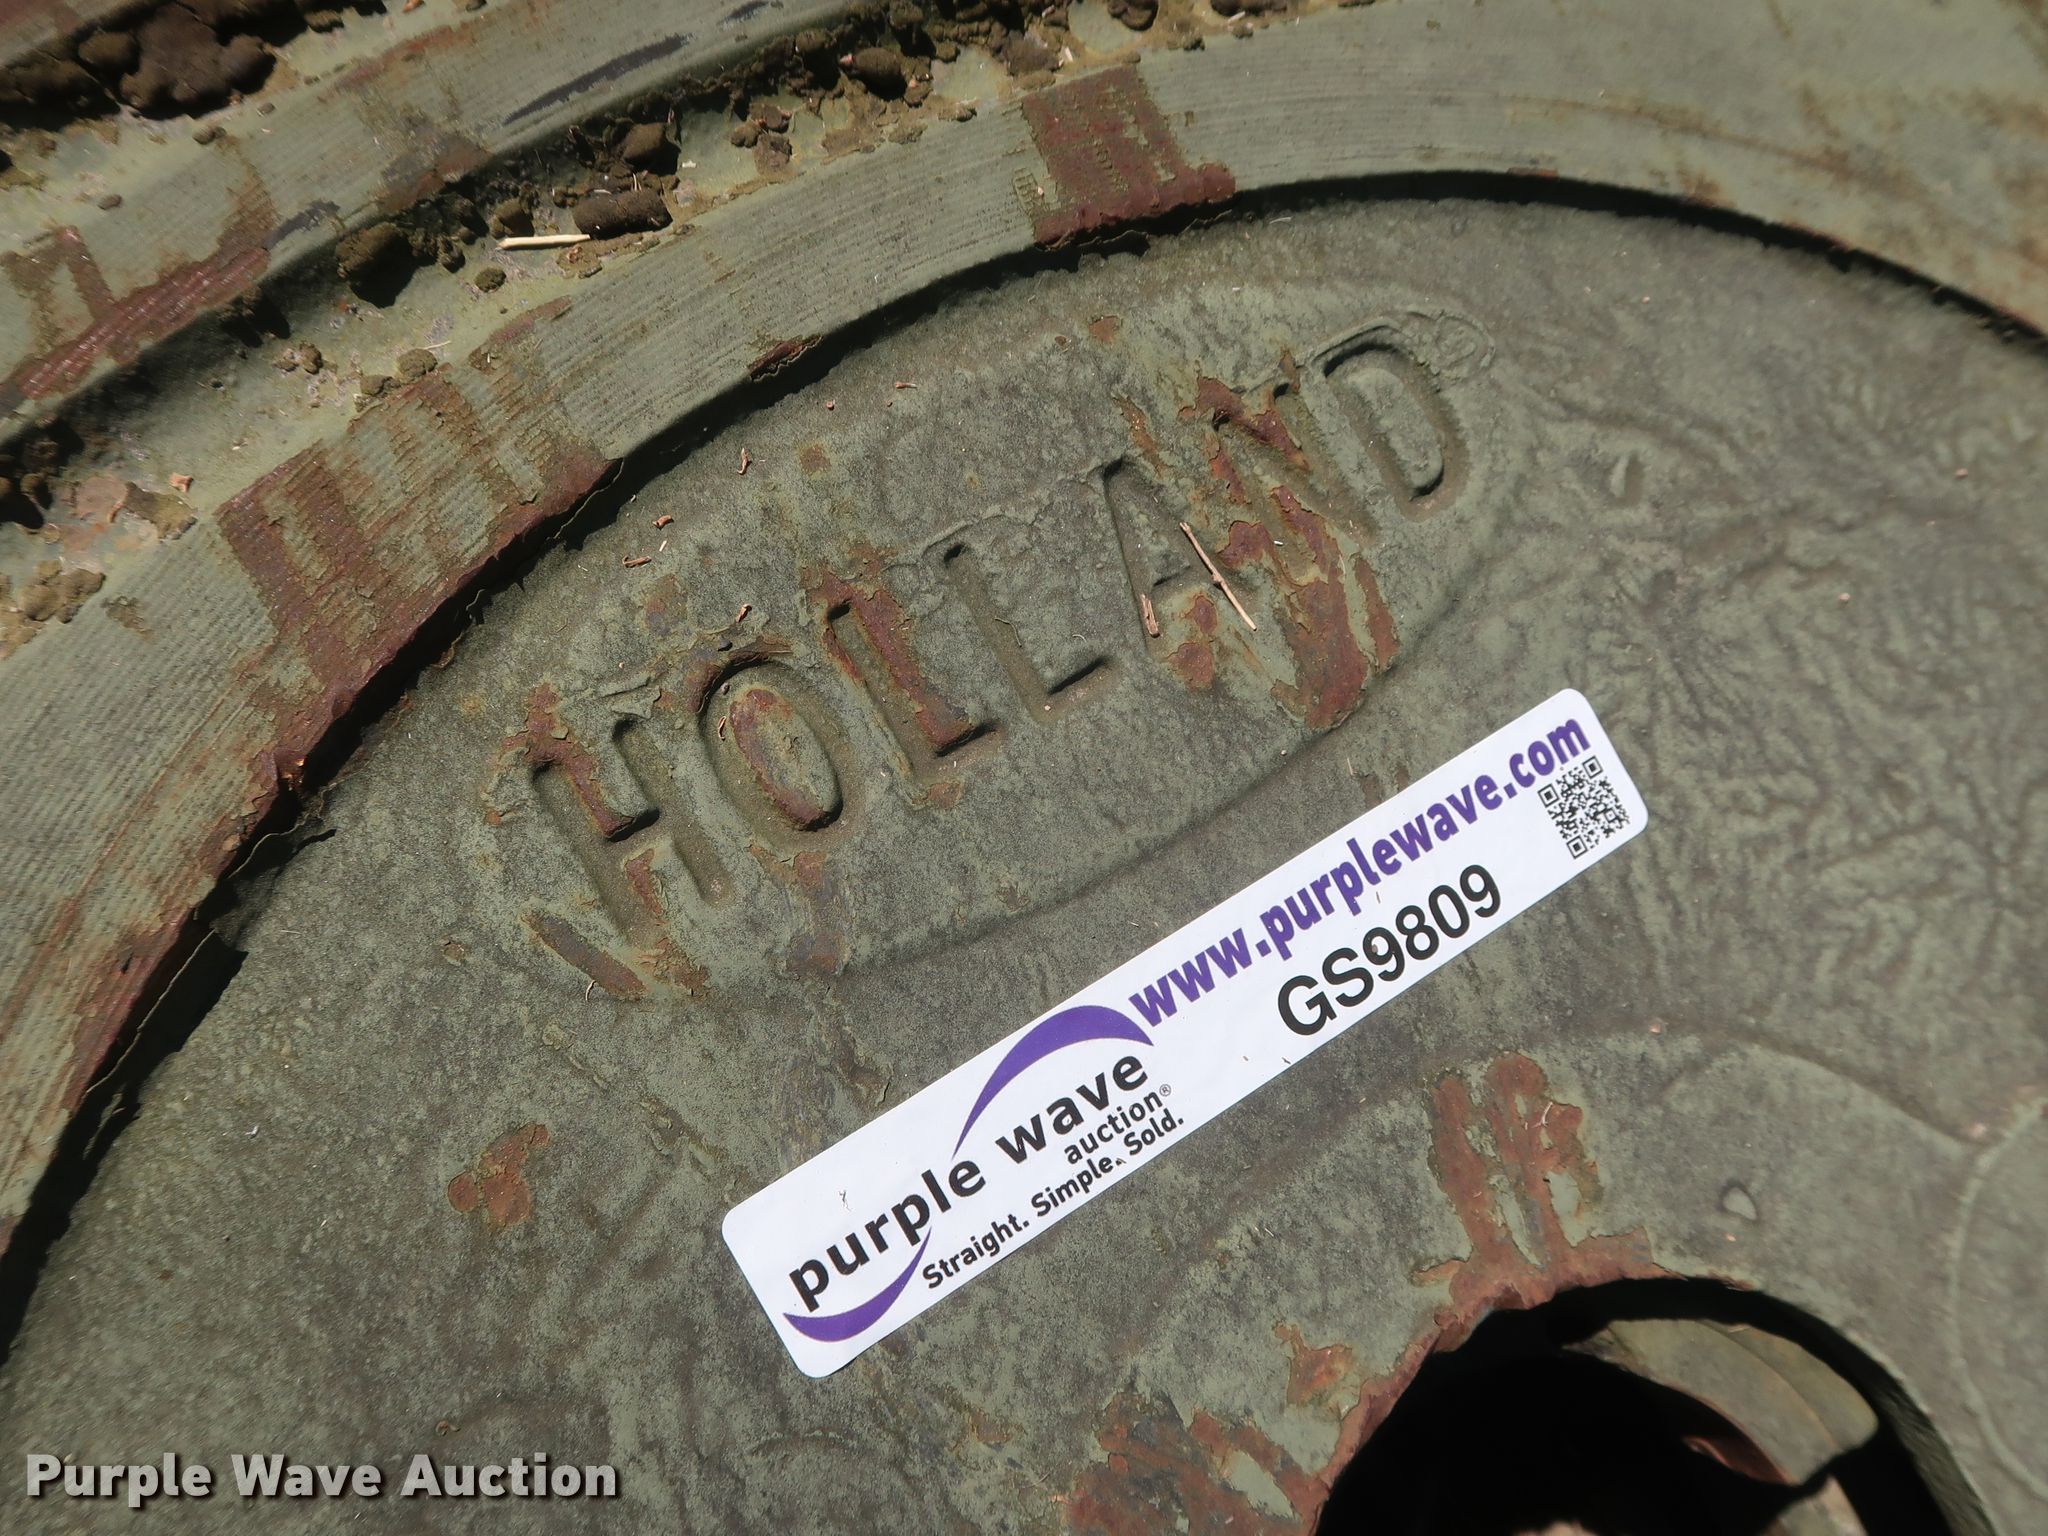 HOLLAND
www.purplewave.com
GS9809
purple wave
auction®
Straight. Simple. Sold.
Purple Wave Auction